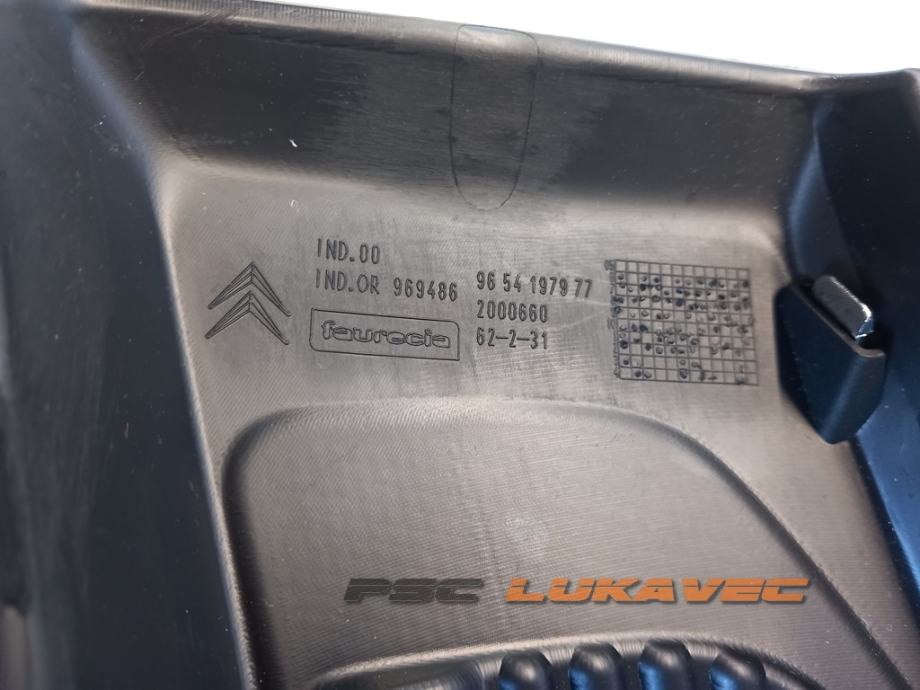 IND.00
IND.OR 969486 96 54 1979 77
2000660
faurecia 62-2-31
PSC LUKAVEC